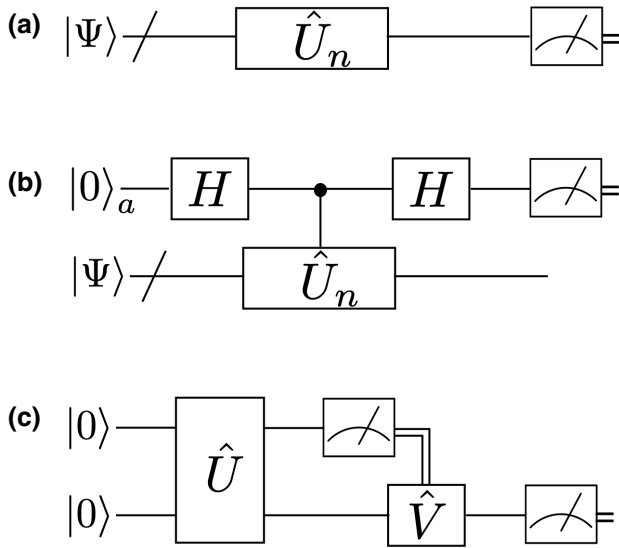 (a)
|Ψ⟩ Û_n
(b)
|0⟩_a H H
|Ψ⟩ Û_n
(c)
|0⟩
Û
|0⟩ V̂